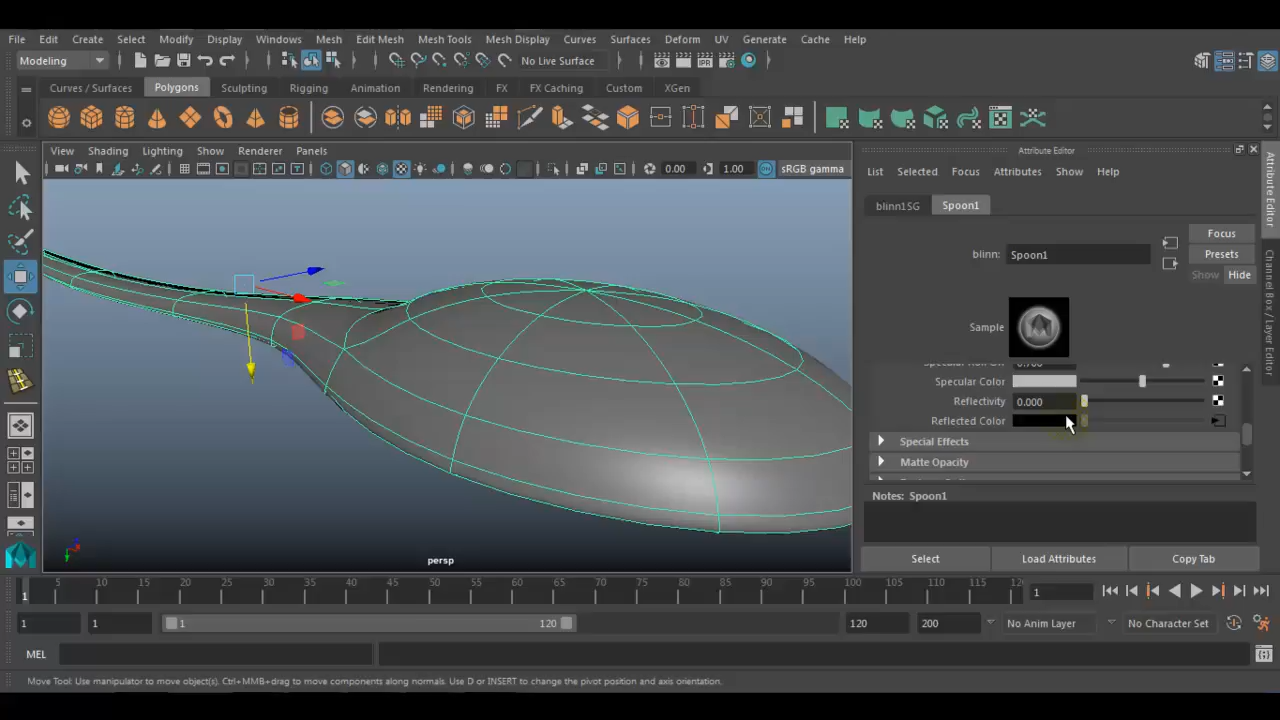 File Edit Create Select Modify Display Windows Mesh Edit Mesh Mesh Tools Mesh Display Curves Surfaces Deform UV Generate Cache Help
Modeling No Live Surface
Curves / Surfaces Polygons Sculpting Rigging Animation Rendering FX FX Caching Custom XGen
View Shading Lighting Show Renderer Panels
0.00 1.00 sRGB gamma
persp
Attribute Editor
List Selected Focus Attributes Show Help
blinn1SG Spoon1
Focus
blinn: Spoon1
Presets
Show Hide
Sample
Specular Color
Reflectivity 0.000
Reflected Color
Special Effects
Matte Opacity
Notes: Spoon1
Select Load Attributes Copy Tab
Attribute Editor
Channel Box / Layer Editor
5 10 15 20 25 30 35 40 45 50 55 60 65 70 75 80 85 90 95 100 105 110 115
1 1
1 1 1 120 120 200 No Anim Layer No Character Set
MEL
Move Tool: Use manipulator to move object(s). Ctrl+MMB+drag to move components along normals. Use D or INSERT to change the pivot position and axis orientation.